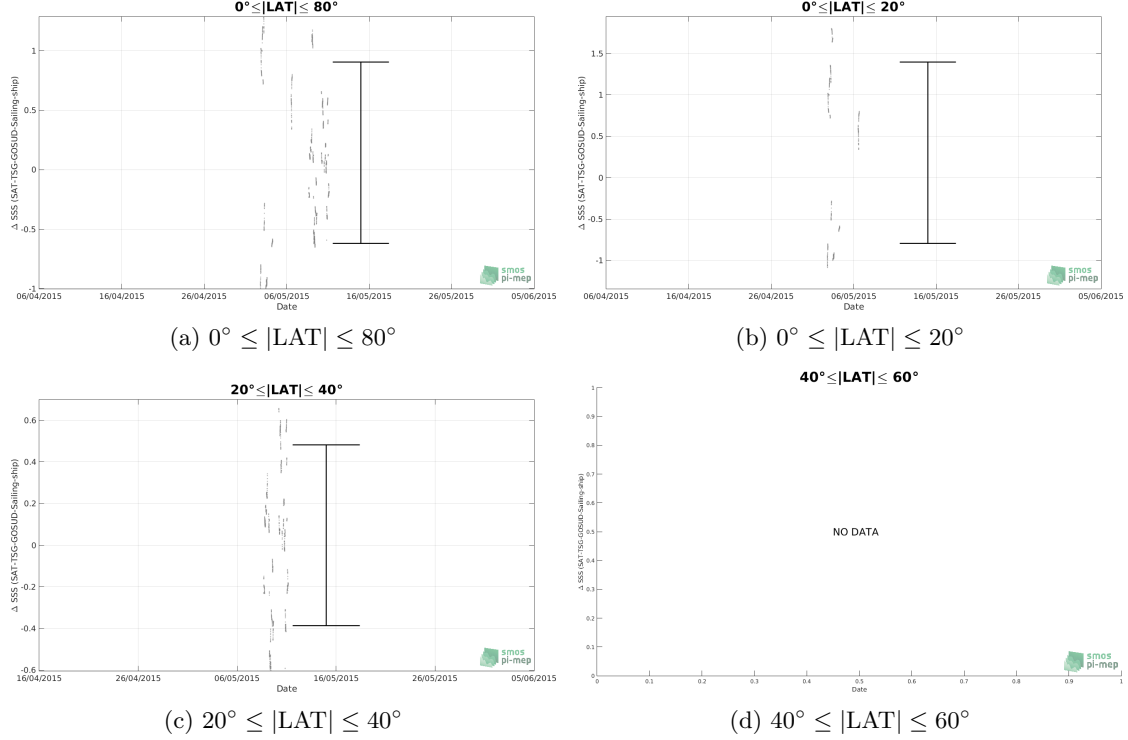 0°≤|LAT|≤ 80°
1
0.5
0
-0.5
-1
Δ SSS (SAT-TSG-GOSUD-Sailing-ship)
06/04/2015 16/04/2015 26/04/2015 06/05/2015 16/05/2015 26/05/2015 05/06/2015
Date
smos
pi-mep
(a) 0° ≤ |LAT| ≤ 80°
0°≤|LAT|≤ 20°
1.5
1
0.5
0
-0.5
-1
Δ SSS (SAT-TSG-GOSUD-Sailing-ship)
06/04/2015 16/04/2015 26/04/2015 06/05/2015 16/05/2015 26/05/2015 05/06/2015
Date
smos
pi-mep
(b) 0° ≤ |LAT| ≤ 20°
20°≤|LAT|≤ 40°
0.6
0.4
0.2
0
-0.2
-0.4
-0.6
Δ SSS (SAT-TSG-GOSUD-Sailing-ship)
16/04/2015 26/04/2015 06/05/2015 16/05/2015 26/05/2015 05/06/2015
Date
smos
pi-mep
(c) 20° ≤ |LAT| ≤ 40°
40°≤|LAT|≤ 60°
1
0.9
0.8
0.7
0.6
0.5
0.4
0.3
0.2
0.1
0
Δ SSS (SAT-TSG-GOSUD-Sailing-ship)
NO DATA
0 0.1 0.2 0.3 0.4 0.5 0.6 0.7 0.8 0.9 1
Date
smos
pi-mep
(d) 40° ≤ |LAT| ≤ 60°